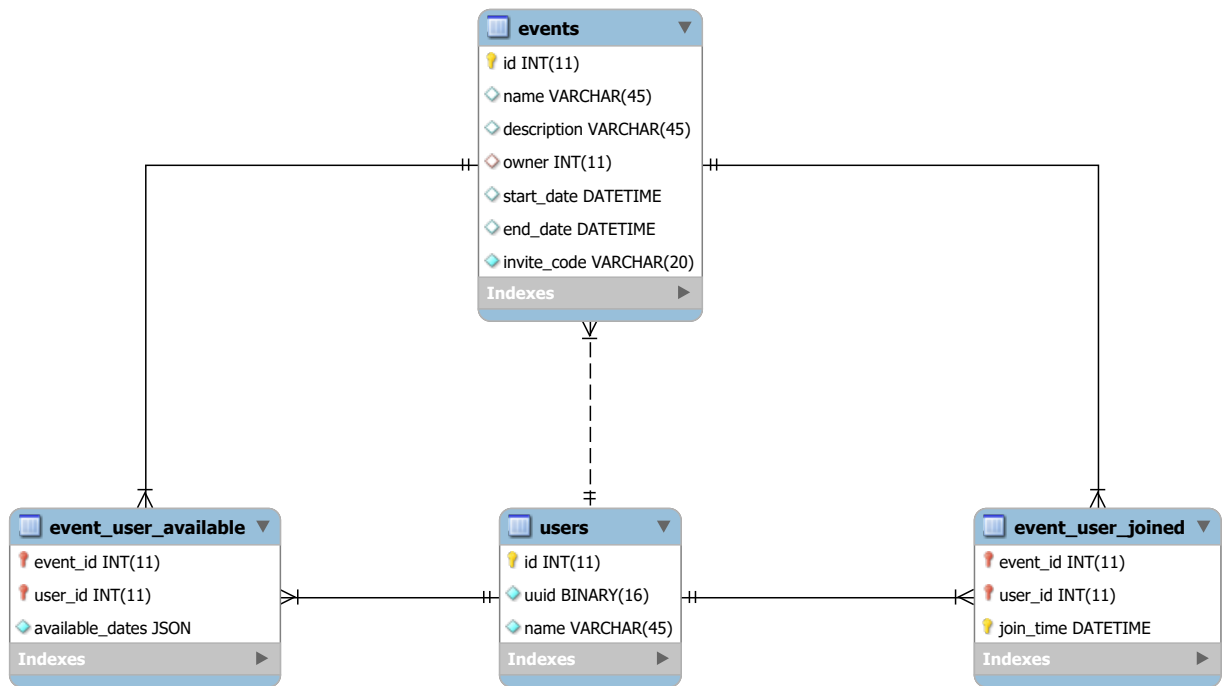 events
id INT(11)
name VARCHAR(45)
description VARCHAR(45)
owner INT(11)
start_date DATETIME
end_date DATETIME
invite_code VARCHAR(20)
Indexes
event_user_available
event_id INT(11)
user_id INT(11)
available_dates JSON
Indexes
users
id INT(11)
uuid BINARY(16)
name VARCHAR(45)
Indexes
event_user_joined
event_id INT(11)
user_id INT(11)
join_time DATETIME
Indexes